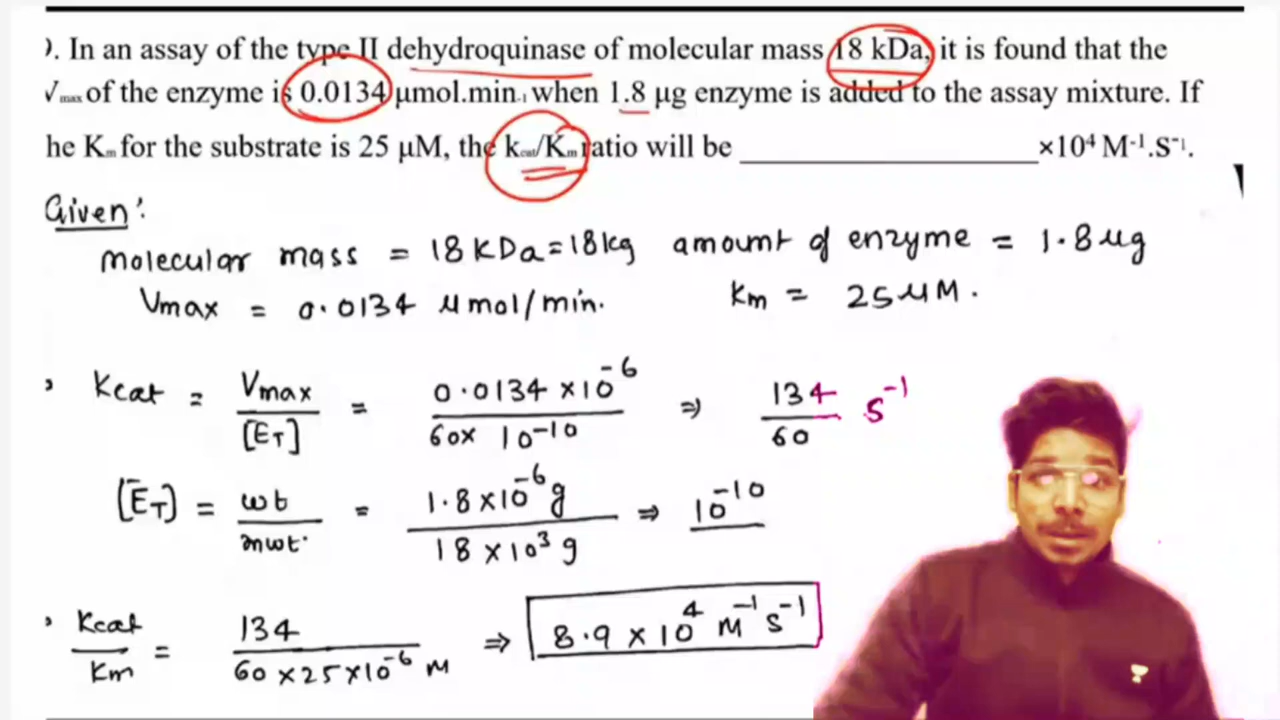 ). In an assay of the type II dehydroquinase of molecular mass 18 kDa, it is found that the
Vmax of the enzyme is 0.0134 μmol.min-1 when 1.8 μg enzyme is added to the assay mixture. If
he Km for the substrate is 25 μM, the kcat/Km ratio will be ____________________ ×10⁴ M⁻¹.S⁻¹.
Given:
molecular mass = 18 KDa = 18kg amount of enzyme = 1.8 μg
Vmax = 0.0134 μmol/min. Km = 25 μM.
Kcat = Vmax/[ET] = 0.0134 × 10⁻⁶/60× 10⁻¹⁰ ⇒ 134/60 s⁻¹
[ET] = wt/mwt. = 1.8×10⁻⁶ g/18 × 10³ g ⇒ 10⁻¹⁰
Kcat/Km = 134/60 × 25 × 10⁻⁶ M ⇒ 8.9 × 10⁴ M⁻¹ s⁻¹